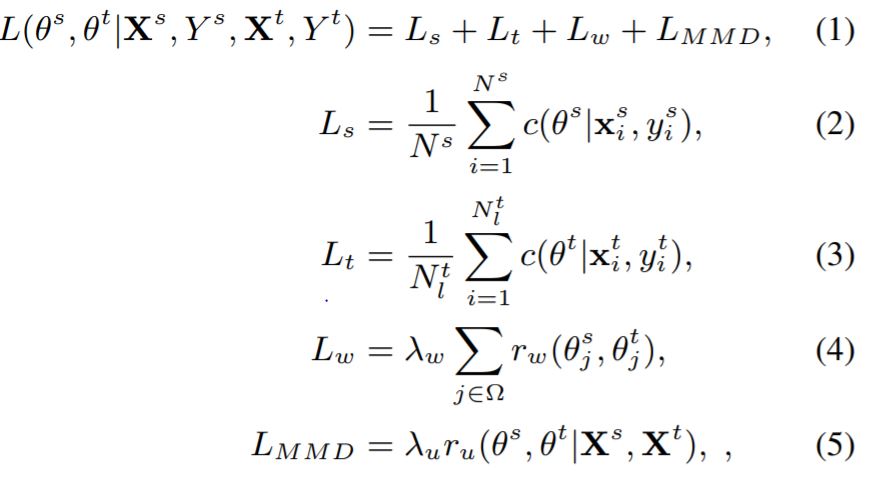 L(θ^s, θ^t|X^s, Y^s, X^t, Y^t) = L_s + L_t + L_w + L_{MMD}, (1)
L_s = \frac{1}{N^s} \sum_{i=1}^{N^s} c(θ^s|x_i^s, y_i^s), (2)
L_t = \frac{1}{N_l^t} \sum_{i=1}^{N_l^t} c(θ^t|x_i^t, y_i^t), (3)
L_w = λ_w \sum_{j∈Ω} r_w(θ_j^s, θ_j^t), (4)
L_{MMD} = λ_u r_u(θ^s, θ^t|X^s, X^t), , (5)